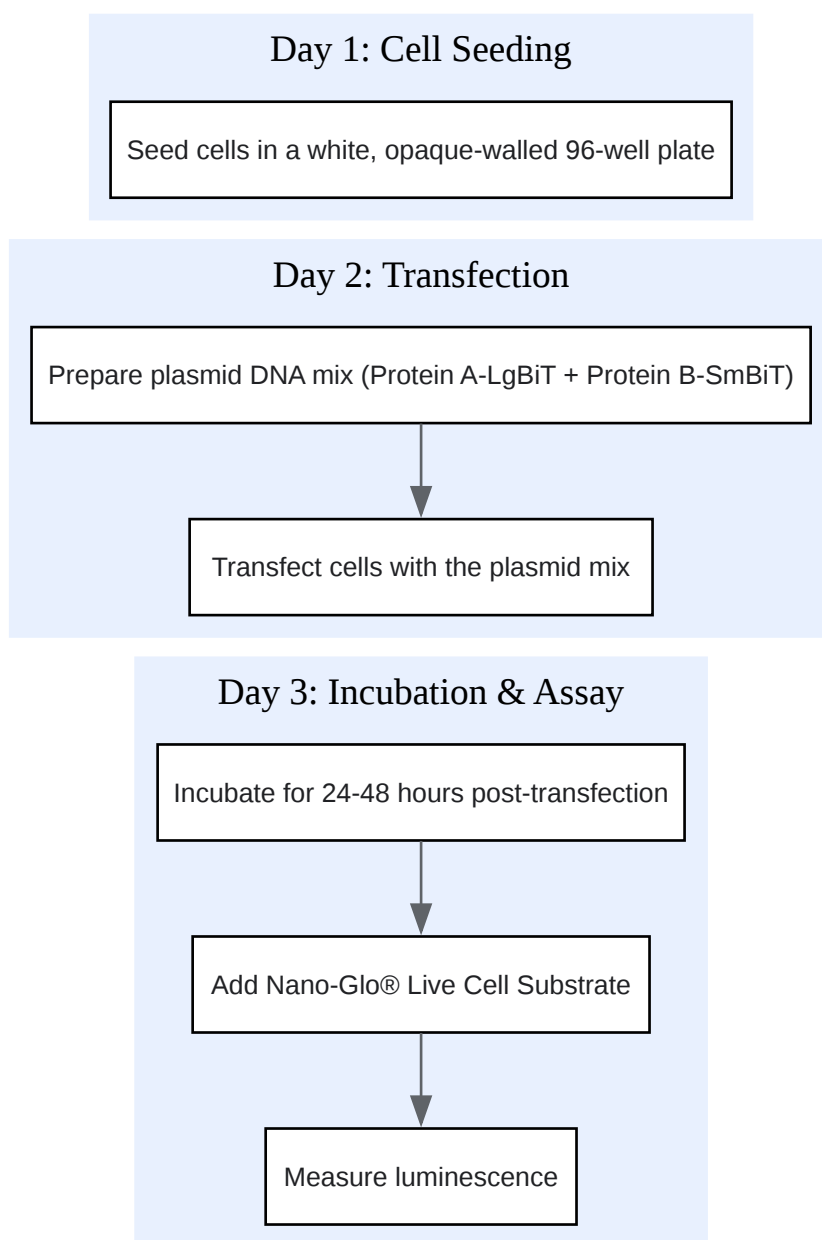 Day 1: Cell Seeding
Seed cells in a white, opaque-walled 96-well plate
Day 2: Transfection
Prepare plasmid DNA mix (Protein A-LgBiT + Protein B-SmBiT)
Transfect cells with the plasmid mix
Day 3: Incubation & Assay
Incubate for 24-48 hours post-transfection
Add Nano-Glo® Live Cell Substrate
Measure luminescence